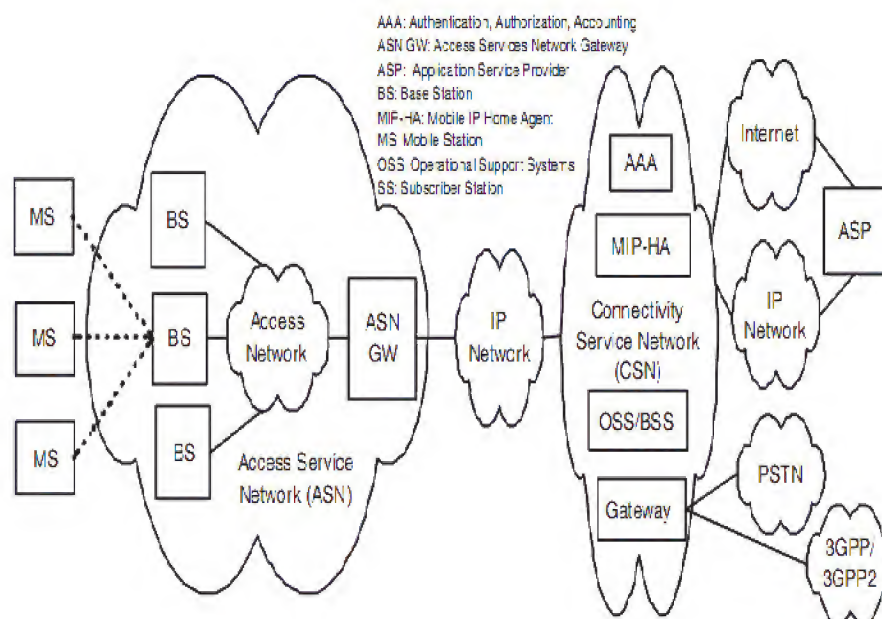 AAA: Authentication, Authorization, Accounting
ASN GW: Access Services Network Gateway
ASP: Application Service Provider
BS: Base Station
MIP-HA: Mobile IP Home Agent
MS: Mobile Station
OSS: Operational Support Systems
SS: Subscriber Station
MS
MS
MS
BS
BS
BS
Access
Network
ASN
GW
Access Service
Network (ASN)
IP
Network
AAA
MIP-HA
Connectivity
Service Network
(CSN)
OSS/BSS
Gateway
Internet
IP
Network
ASP
PSTN
3GPP/
3GPP2